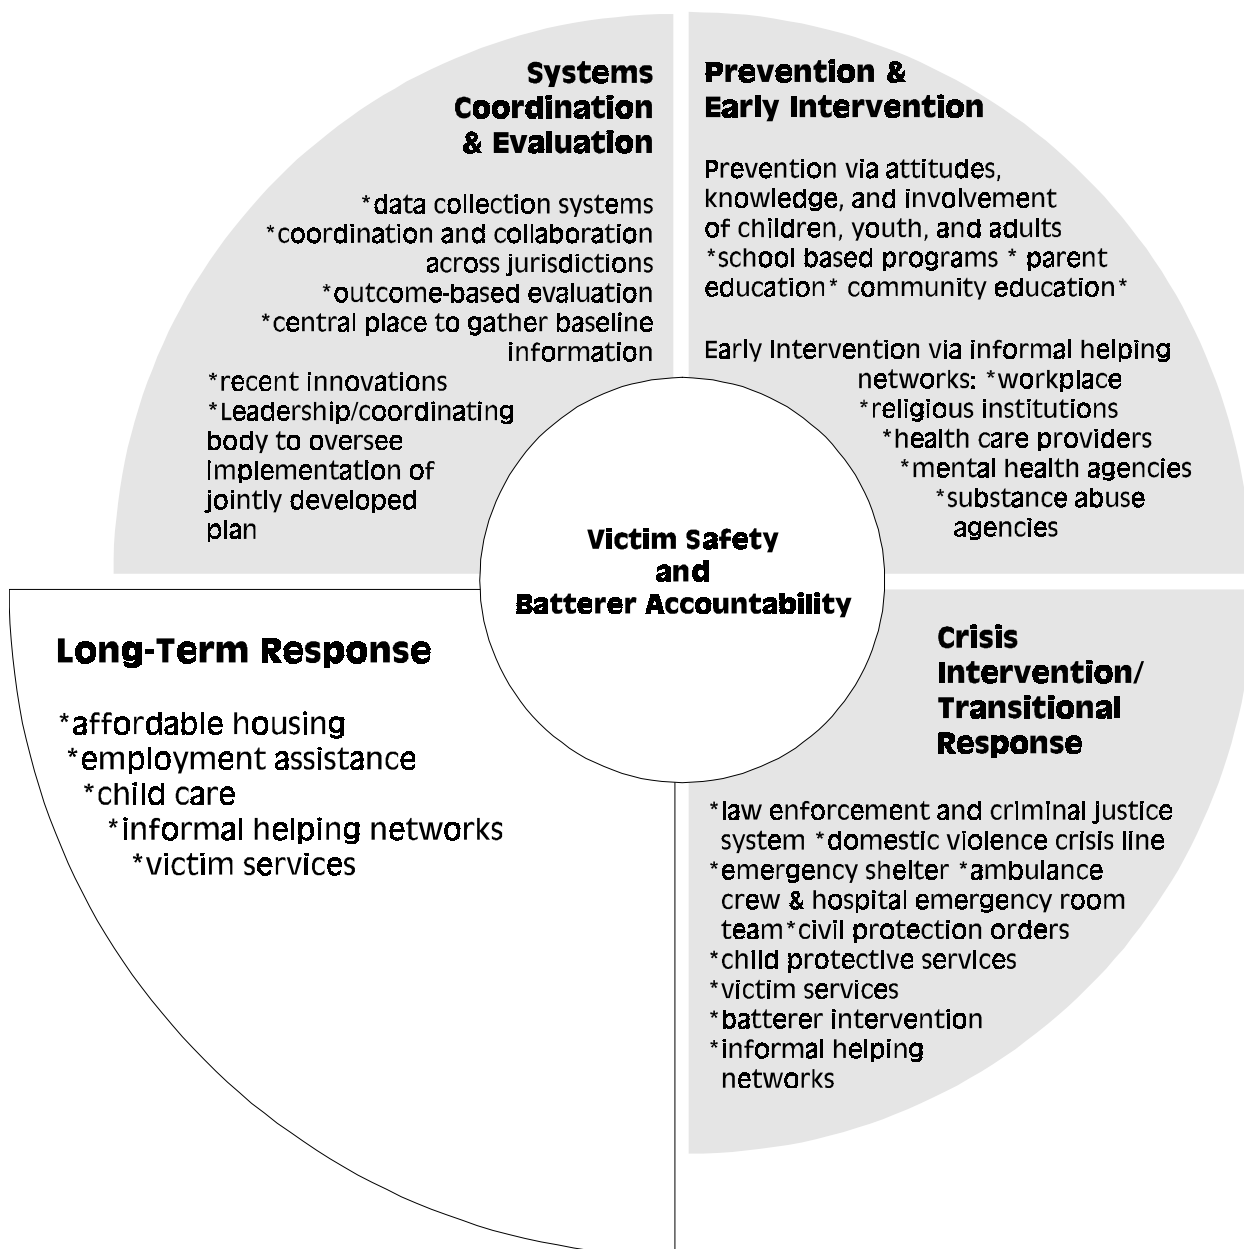 Systems
Coordination
& Evaluation
*data collection systems
*coordination and collaboration
across jurisdictions
*outcome-based evaluation
*central place to gather baseline
information
*recent innovations
*Leadership/coordinating
body to oversee
implementation of
jointly developed
plan
Prevention &
Early Intervention
Prevention via attitudes,
knowledge, and involvement
of children, youth, and adults
*school based programs * parent
education* community education*
Early Intervention via informal helping
networks: *workplace
*religious institutions
*health care providers
*mental health agencies
*substance abuse
agencies
Victim Safety
and
Batterer Accountability
Long-Term Response
*affordable housing
*employment assistance
*child care
*informal helping networks
*victim services
Crisis
Intervention/
Transitional
Response
*law enforcement and criminal justice
system *domestic violence crisis line
*emergency shelter *ambulance
crew & hospital emergency room
team*civil protection orders
*child protective services
*victim services
*batterer intervention
*informal helping
networks